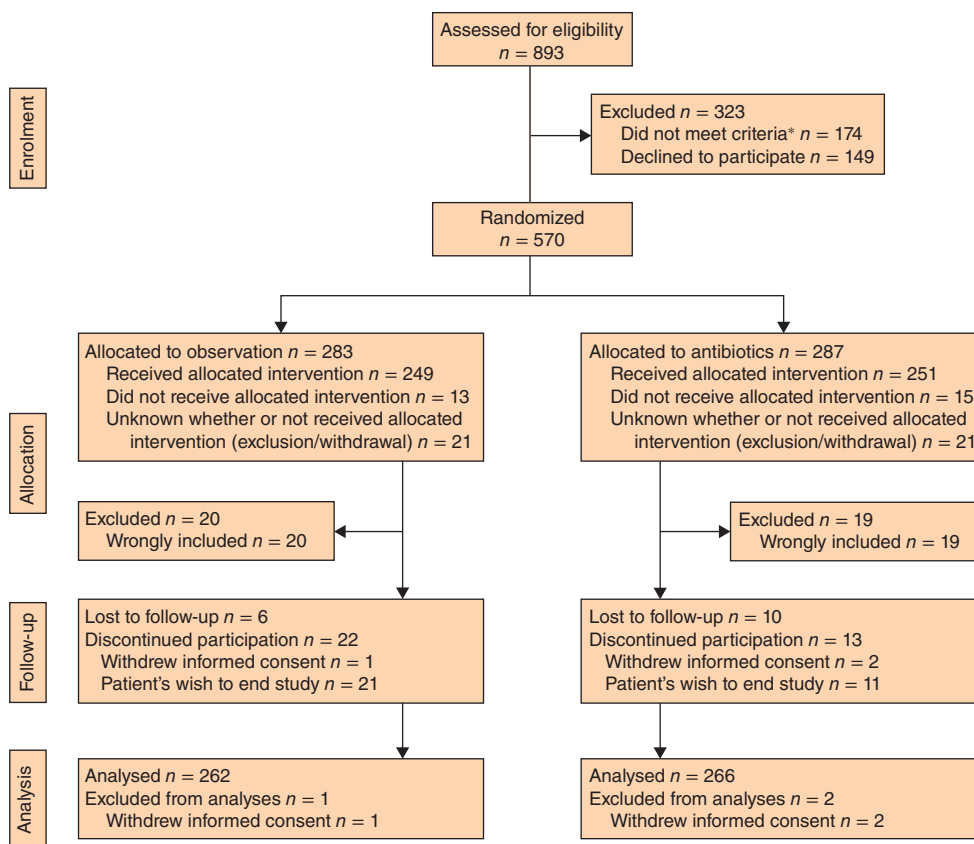 Assessed for eligibility
n = 893
Enrolment
Excluded n = 323
Did not meet criteria* n = 174
Declined to participate n = 149
Randomized
n = 570
Allocation
Allocated to observation n = 283
Received allocated intervention n = 249
Did not receive allocated intervention n = 13
Unknown whether or not received allocated
intervention (exclusion/withdrawal) n = 21
Allocated to antibiotics n = 287
Received allocated intervention n = 251
Did not receive allocated intervention n = 15
Unknown whether or not received allocated
intervention (exclusion/withdrawal) n = 21
Excluded n = 20
Wrongly included n = 20
Excluded n = 19
Wrongly included n = 19
Follow-up
Lost to follow-up n = 6
Discontinued participation n = 22
Withdrew informed consent n = 1
Patient's wish to end study n = 21
Lost to follow-up n = 10
Discontinued participation n = 13
Withdrew informed consent n = 2
Patient's wish to end study n = 11
Analysis
Analysed n = 262
Excluded from analyses n = 1
Withdrew informed consent n = 1
Analysed n = 266
Excluded from analyses n = 2
Withdrew informed consent n = 2